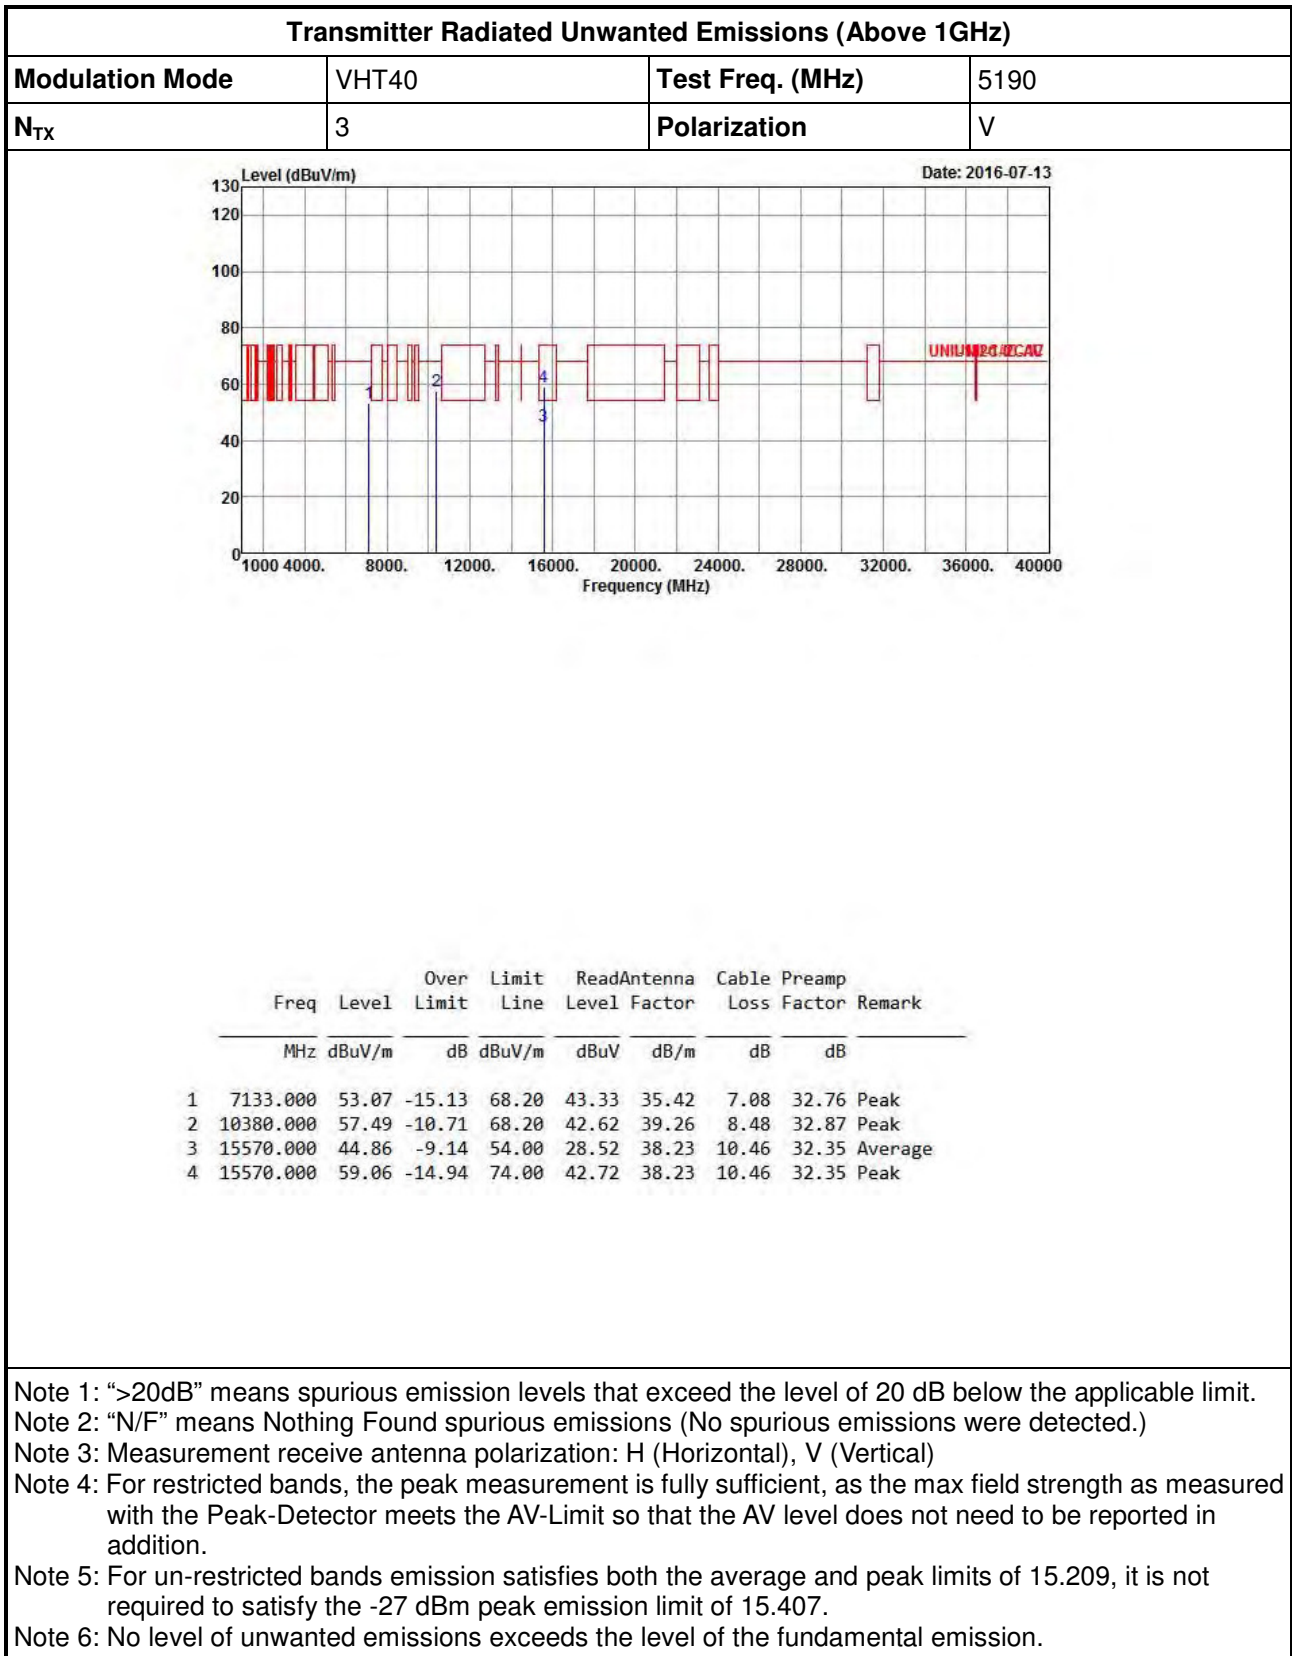 Transmitter Radiated Unwanted Emissions (Above 1GHz)
Modulation Mode VHT40 Test Freq. (MHz) 5190
NTX 3 Polarization V
Level (dBuV/m) Date: 2016-07-13
130
120
100
80
60
40
20
0
1 2 4 3
1000 4000. 8000. 12000. 16000. 20000. 24000. 28000. 32000. 36000. 40000
Frequency (MHz)
Over Limit ReadAntenna Cable Preamp
Freq Level Limit Line Level Factor Loss Factor Remark
MHz dBuV/m dB dBuV/m dBuV dB/m dB dB
1 7133.000 53.07 -15.13 68.20 43.33 35.42 7.08 32.76 Peak
2 10380.000 57.49 -10.71 68.20 42.62 39.26 8.48 32.87 Peak
3 15570.000 44.86 -9.14 54.00 28.52 38.23 10.46 32.35 Average
4 15570.000 59.06 -14.94 74.00 42.72 38.23 10.46 32.35 Peak
Note 1: “>20dB” means spurious emission levels that exceed the level of 20 dB below the applicable limit.
Note 2: “N/F” means Nothing Found spurious emissions (No spurious emissions were detected.)
Note 3: Measurement receive antenna polarization: H (Horizontal), V (Vertical)
Note 4: For restricted bands, the peak measurement is fully sufficient, as the max field strength as measured
with the Peak-Detector meets the AV-Limit so that the AV level does not need to be reported in
addition.
Note 5: For un-restricted bands emission satisfies both the average and peak limits of 15.209, it is not
required to satisfy the -27 dBm peak emission limit of 15.407.
Note 6: No level of unwanted emissions exceeds the level of the fundamental emission.